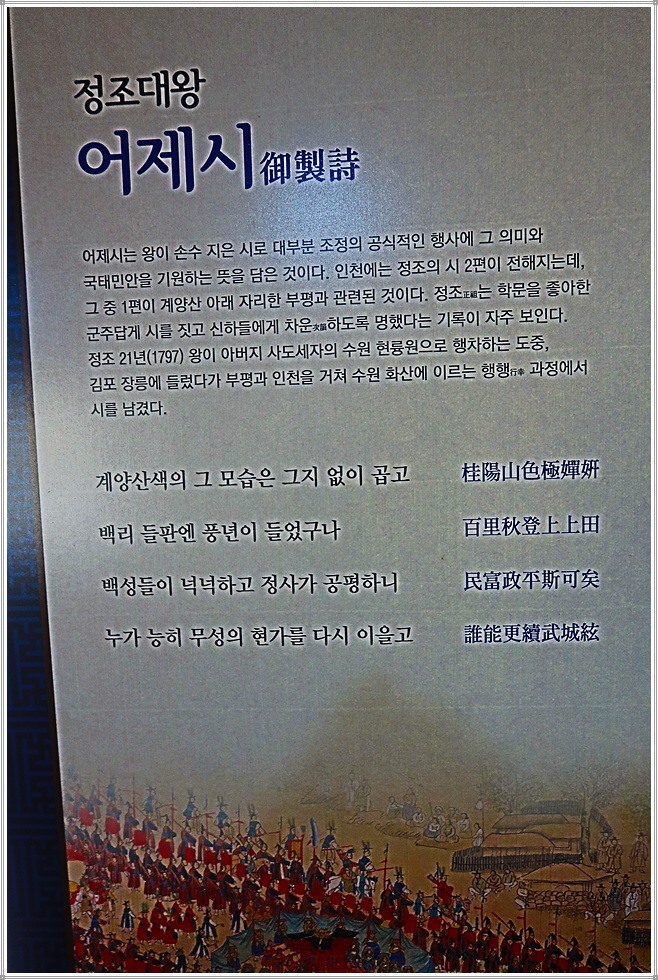 정조대왕
어제시御製詩
어제시는 왕이 손수 지은 시로 대부분 조정의 공식적인 행사에 그 의미와
국태민안을 기원하는 뜻을 담은 것이다. 인천에는 정조의 시 2편이 전해지는데,
그 중 1편이 계양산 아래 자리한 부평과 관련된 것이다. 정조正祖는 학문을 좋아한
군주답게 시를 짓고 신하들에게 차운次韻하도록 명했다는 기록이 자주 보인다.
정조 21년(1797) 왕이 아버지 사도세자의 수원 현륭원으로 행차하는 도중,
김포 장릉에 들렀다가 부평과 인천을 거쳐 수원 화산에 이르는 행행行幸 과정에서
시를 남겼다.
계양산색의 그 모습은 그지 없이 곱고 桂陽山色極嬋姸
백리 들판엔 풍년이 들었구나 百里秋登上上田
백성들이 넉넉하고 정사가 공평하니 民富政平斯可矣
누가 능히 무성의 현가를 다시 이을고 誰能更續武城絃